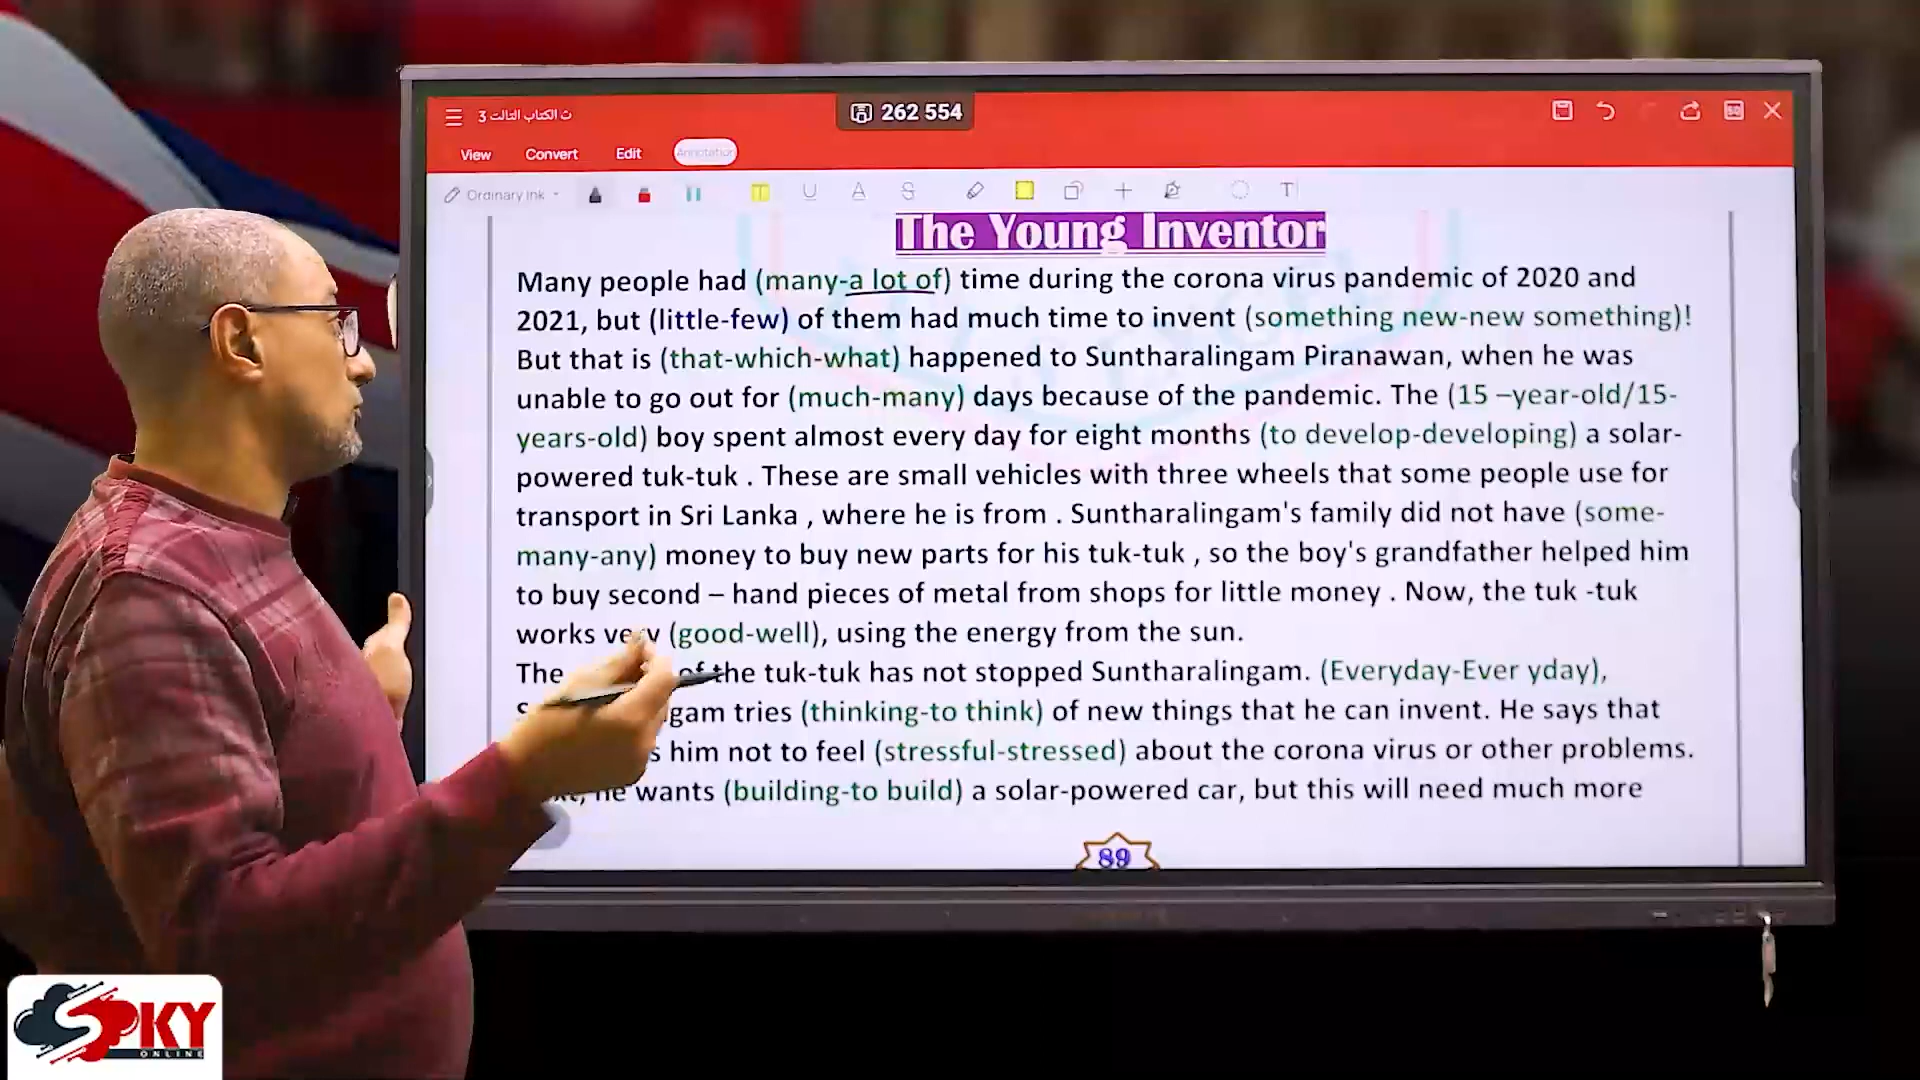 ث الكتاب الثالث 3
262 554
View Convert Edit Annotation
Ordinary ink
The Young Inventor
Many people had (many-a lot of) time during the corona virus pandemic of 2020 and
2021, but (little-few) of them had much time to invent (something new-new something)!
But that is (that-which-what) happened to Suntharalingam Piranawan, when he was
unable to go out for (much-many) days because of the pandemic. The (15 –year-old/15-
years-old) boy spent almost every day for eight months (to develop-developing) a solar-
powered tuk-tuk . These are small vehicles with three wheels that some people use for
transport in Sri Lanka , where he is from . Suntharalingam's family did not have (some-
many-any) money to buy new parts for his tuk-tuk , so the boy's grandfather helped him
to buy second – hand pieces of metal from shops for little money . Now, the tuk -tuk
works very (good-well), using the energy from the sun.
The of the tuk-tuk has not stopped Suntharalingam. (Everyday-Ever yday),
gam tries (thinking-to think) of new things that he can invent. He says that
s him not to feel (stressful-stressed) about the corona virus or other problems.
he wants (building-to build) a solar-powered car, but this will need much more
89
SPKY
ONLINE